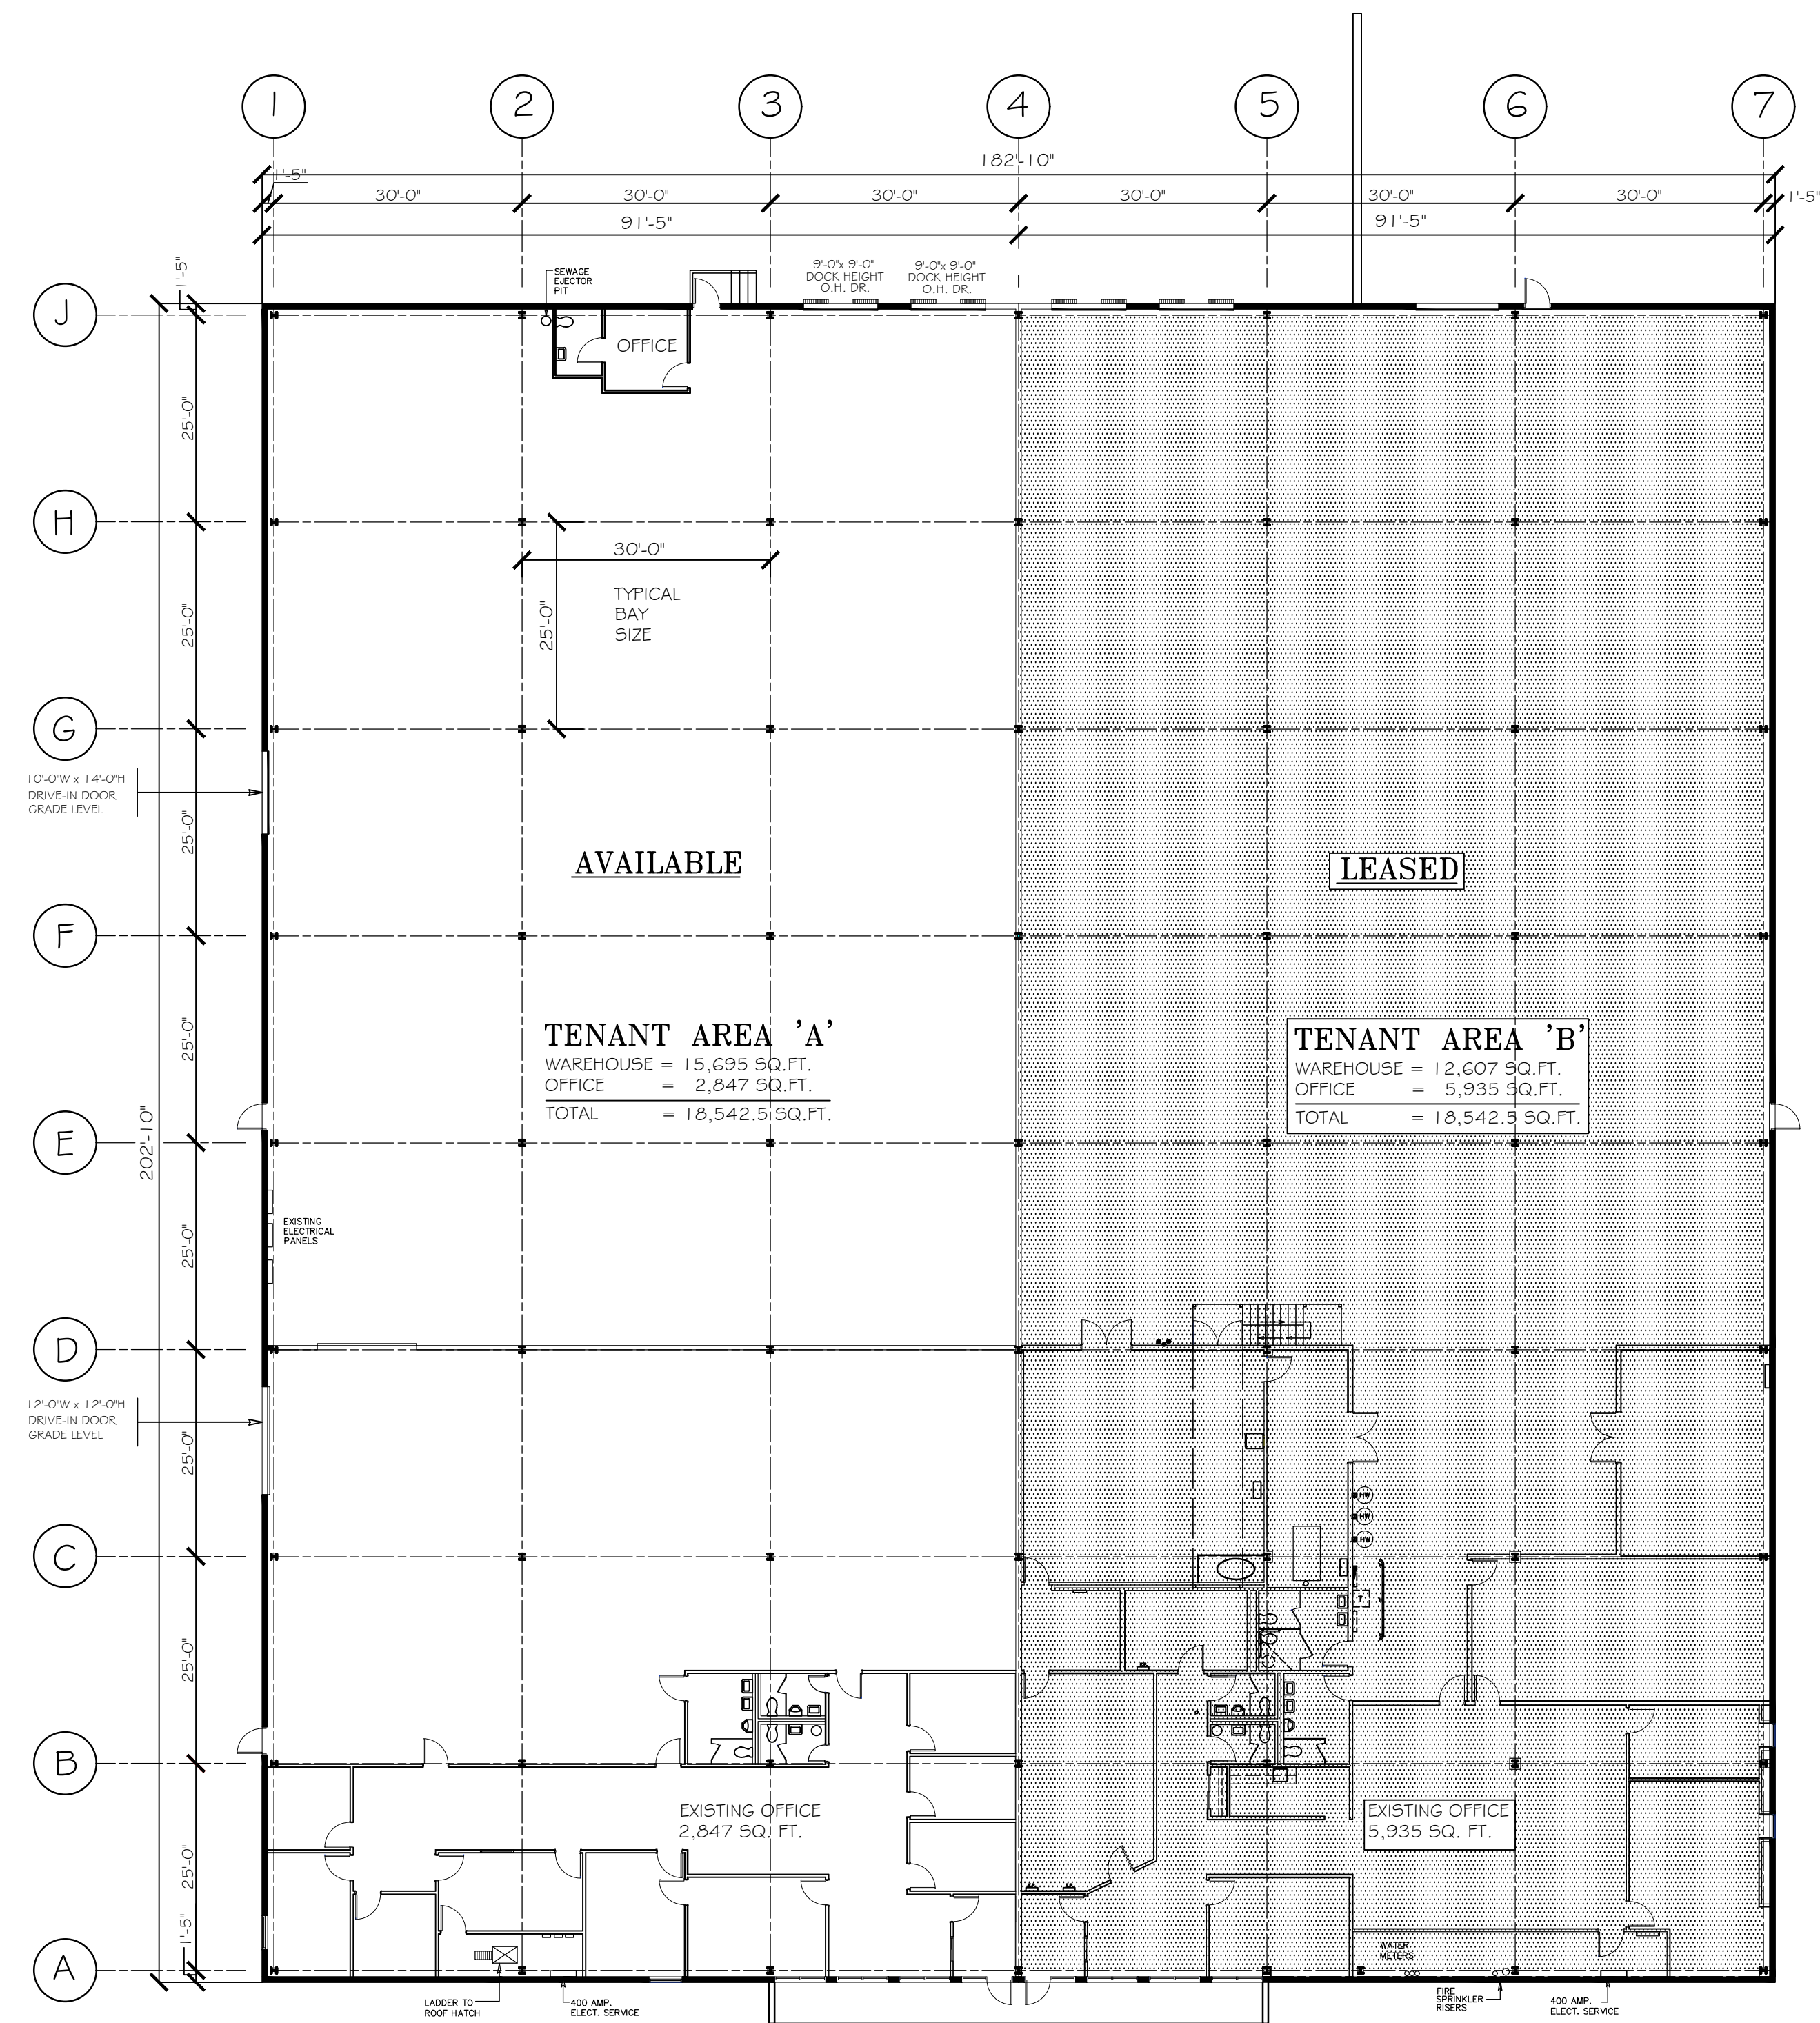 1 2 3 4 5 6 7
182'-10"
1'-5" 30'-0" 30'-0" 30'-0" 30'-0" 30'-0" 30'-0" 1'-5"
91'-5" 91'-5"
SEWAGE
EJECTOR
PIT
9'-0"x 9'-0"
DOCK HEIGHT
O.H. DR.
9'-0"x 9'-0"
DOCK HEIGHT
O.H. DR.
1'-5"
J
OFFICE
25'-0"
H
30'-0"
TYPICAL
BAY
SIZE
25'-0"
25'-0"
G
10'-0"W x 14'-0"H
DRIVE-IN DOOR
GRADE LEVEL
25'-0"
AVAILABLE
LEASED
F
25'-0"
TENANT AREA 'A'
WAREHOUSE = 15,695 SQ.FT.
OFFICE = 2,847 SQ.FT.
TOTAL = 18,542.5 SQ.FT.
TENANT AREA 'B'
WAREHOUSE = 12,607 SQ.FT.
OFFICE = 5,935 SQ.FT.
TOTAL = 18,542.5 SQ.FT.
202'-10"
E
EXISTING
ELECTRICAL
PANELS
25'-0"
D
12'-0"W x 12'-0"H
DRIVE-IN DOOR
GRADE LEVEL
25'-0"
HW
HW
HW
C
T
25'-0"
B
EXISTING OFFICE
2,847 SQ. FT.
EXISTING OFFICE
5,935 SQ. FT.
25'-0"
1'-5"
WATER
METERS
A
LADDER TO
ROOF HATCH
400 AMP.
ELECT. SERVICE
FIRE
SPRINKLER
RISERS
400 AMP.
ELECT. SERVICE